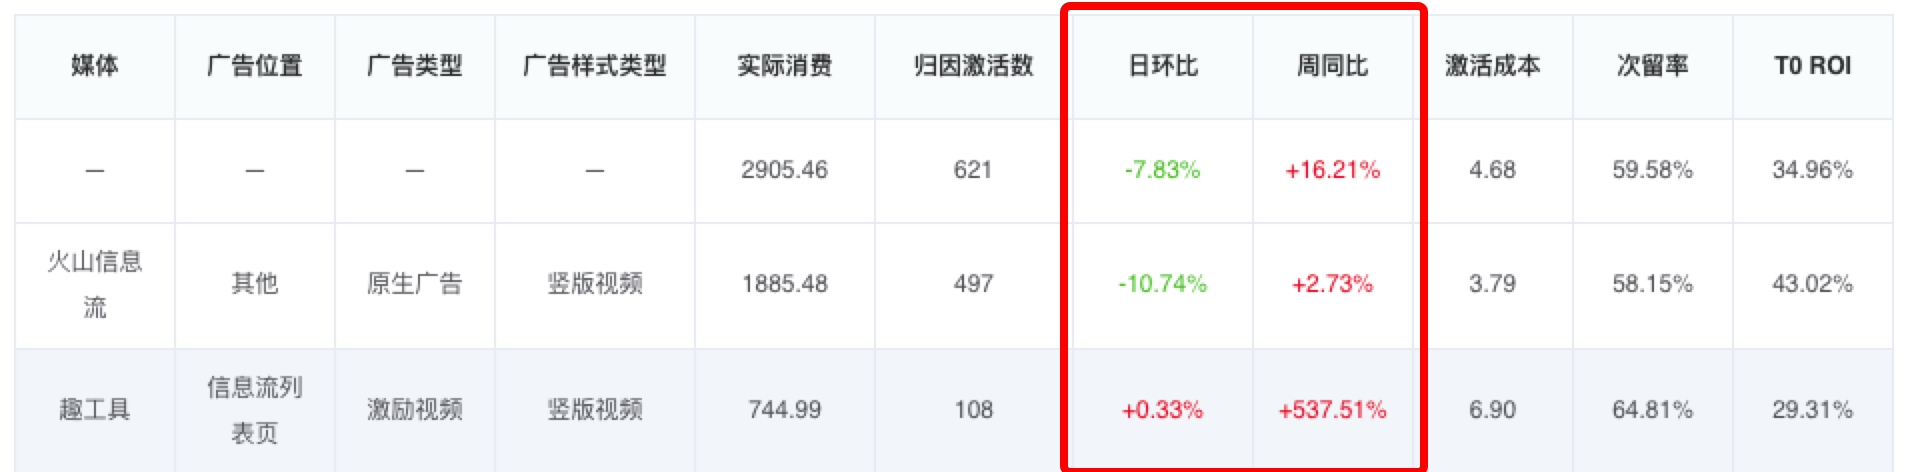 媒体 广告位置 广告类型 广告样式类型 实际消费 归因激活数 日环比 周同比 激活成本 次留率 T0 ROI
— — — — 2905.46 621 -7.83% +16.21% 4.68 59.58% 34.96%
火山信息
流 其他 原生广告 竖版视频 1885.48 497 -10.74% +2.73% 3.79 58.15% 43.02%
趣工具 信息流列
表页 激励视频 竖版视频 744.99 108 +0.33% +537.51% 6.90 64.81% 29.31%